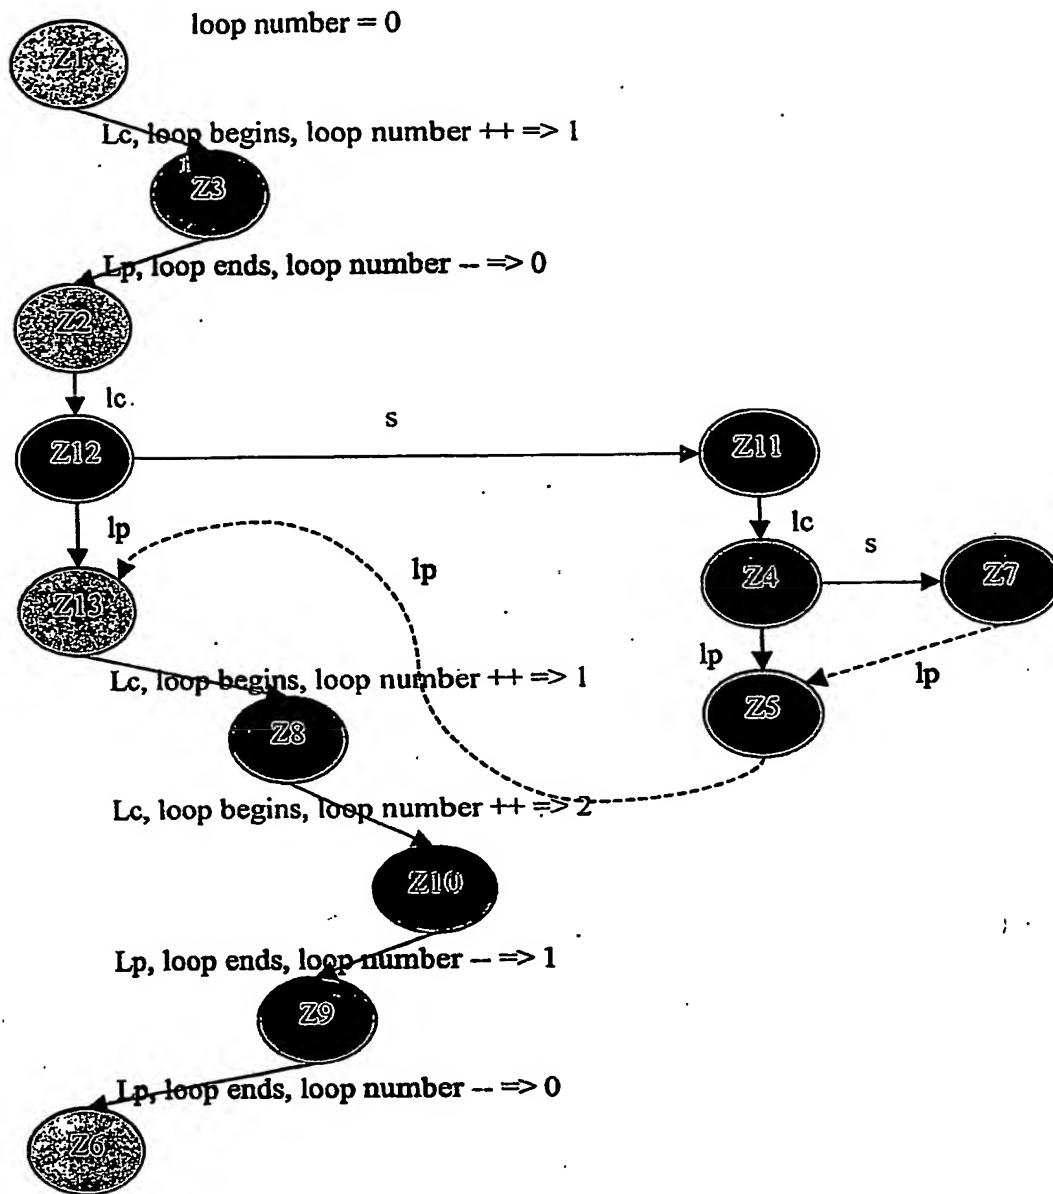 loop number = 0
Z1
Lc, loop begins, loop number ++ => 1
Z3
Lp, loop ends, loop number -- => 0
Z2
lc.
s
Z12
Z11
lp
lc
lp
s
Z13
Z4
Z7
Lc, loop begins, loop number ++ => 1
lp
lp
Z8
Z5
Lc, loop begins, loop number ++ => 2
Z10
Lp, loop ends, loop number -- => 1
Z9
Lp, loop ends, loop number -- => 0
Z6